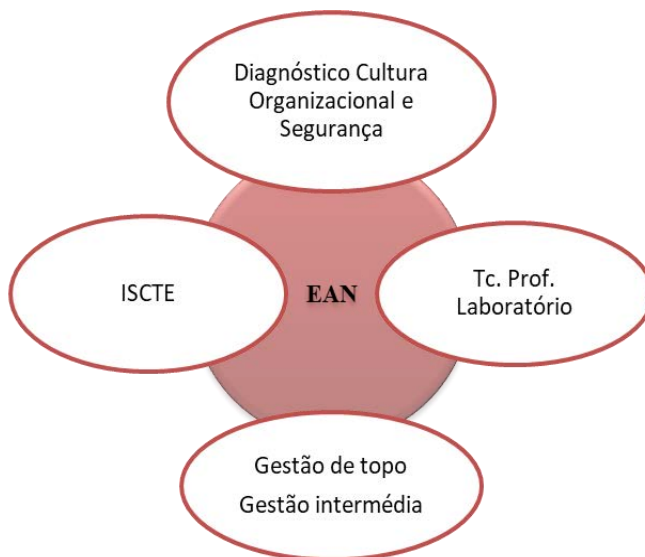 Diagnóstico Cultura
Organizacional e
Segurança
ISCTE
EAN
Tc. Prof.
Laboratório
Gestão de topo
Gestão intermédia